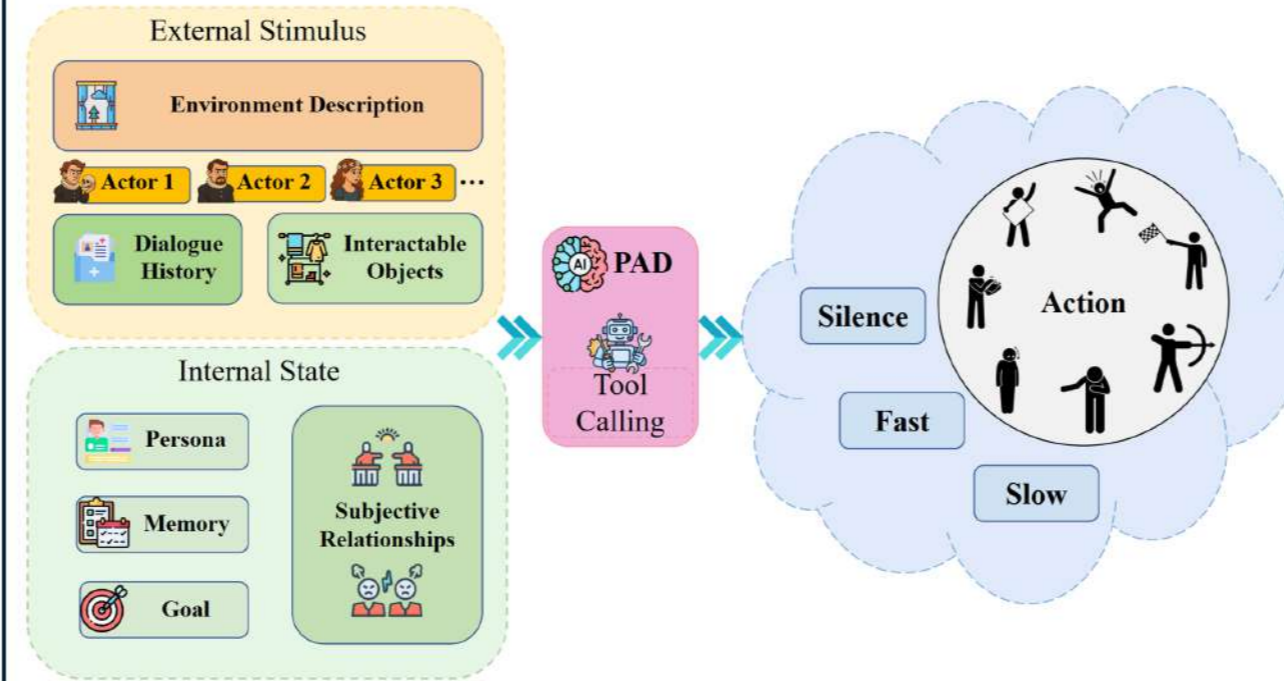 External Stimulus
Environment Description
Actor 1
Actor 2
Actor 3 ...
Dialogue
History
Interactable
Objects
Internal State
Persona
Memory
Goal
Subjective
Relationships
AI
PAD
Tool
Calling
Silence
Fast
Slow
Action